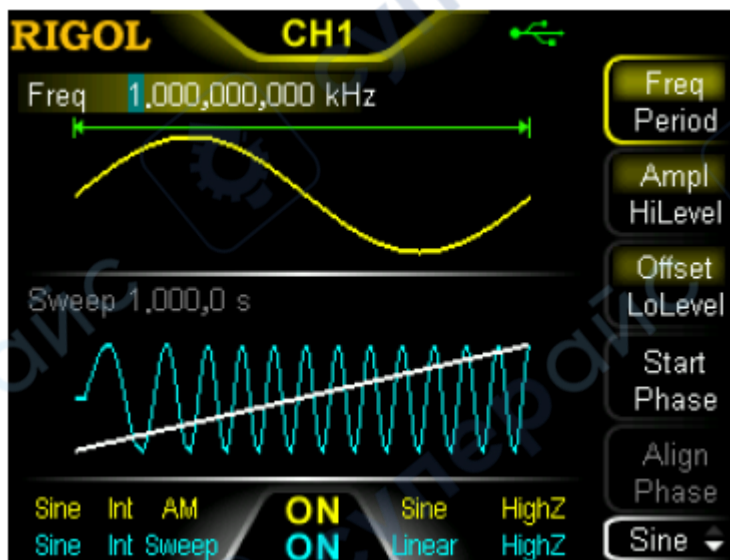 RIGOL CH1
Freq 1.000,000,000 kHz
Freq
Period
Ampl
HiLevel
Offset
LoLevel
Sweep 1.000,0 s
Start
Phase
Align
Phase
Sine Int AM ON Sine HighZ
Sine Int Sweep ON Linear HighZ
Sine